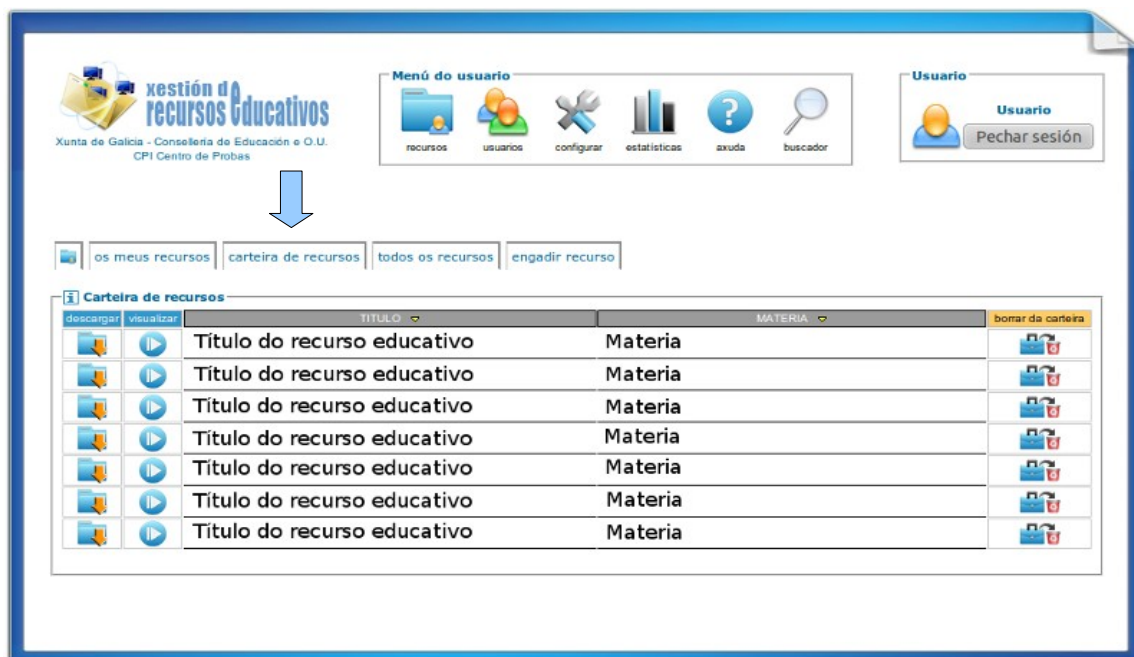 xestión de
recursos educativos
Xunta de Galicia - Consellería de Educación e O.U.
CPI Centro de Probas
Menú do usuario
recursos usuarios configurar estatísticas axuda buscador
Usuario
Usuario
Pechar sesión
os meus recursos carteira de recursos todos os recursos engadir recurso
Carteira de recursos
descargar visualizar TITULO MATERIA borrar da carteira
Título do recurso educativo Materia
Título do recurso educativo Materia
Título do recurso educativo Materia
Título do recurso educativo Materia
Título do recurso educativo Materia
Título do recurso educativo Materia
Título do recurso educativo Materia